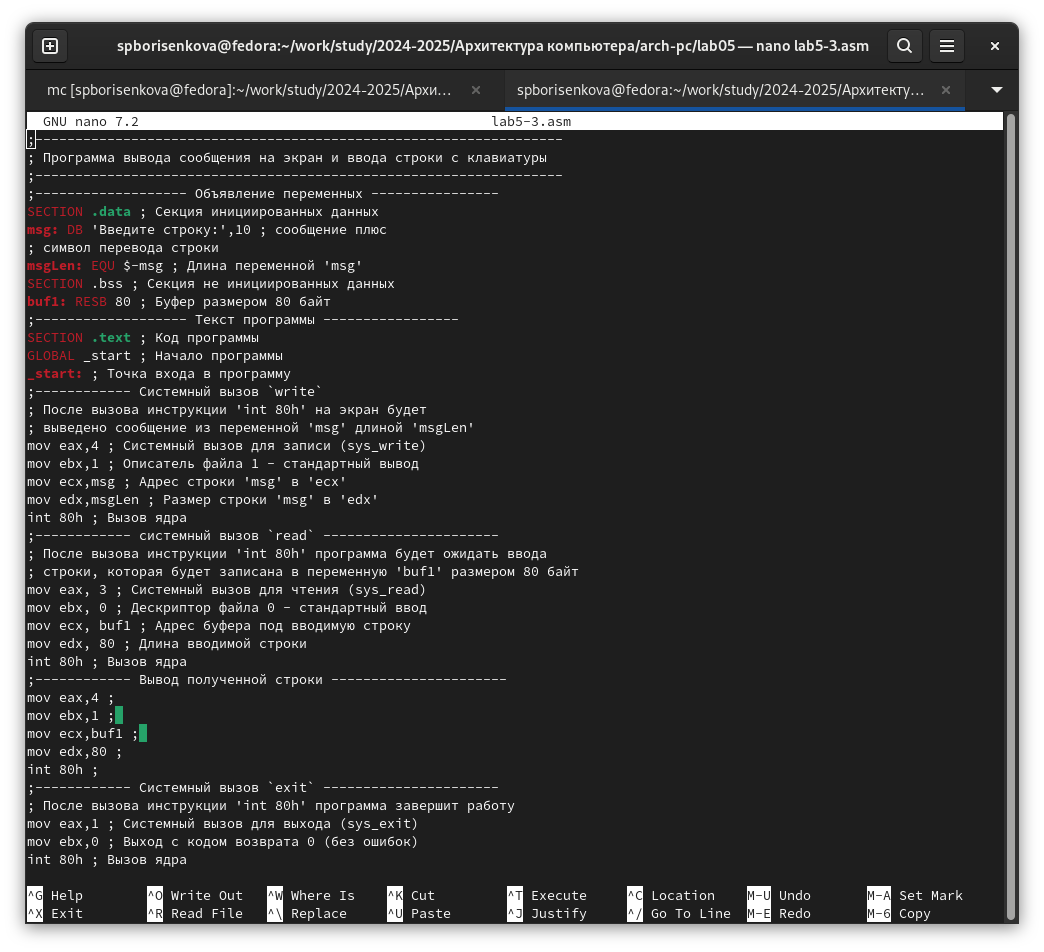 spborisenkova@fedora:~/work/study/2024-2025/Архитектура компьютера/arch-pc/lab05 — nano lab5-3.asm
mc [spborisenkova@fedora]:~/work/study/2024-2025/Архи...
spborisenkova@fedora:~/work/study/2024-2025/Архитекту...
GNU nano 7.2 lab5-3.asm
;------------------------------------------------------------------
; Программа вывода сообщения на экран и ввода строки с клавиатуры
;------------------------------------------------------------------
;------------------- Объявление переменных ----------------
SECTION .data ; Секция инициированных данных
msg: DB 'Введите строку:',10 ; сообщение плюс
; символ перевода строки
msgLen: EQU $-msg ; Длина переменной 'msg'
SECTION .bss ; Секция не инициированных данных
buf1: RESB 80 ; Буфер размером 80 байт
;------------------- Текст программы -----------------
SECTION .text ; Код программы
GLOBAL _start ; Начало программы
_start: ; Точка входа в программу
;------------ Системный вызов `write`
; После вызова инструкции 'int 80h' на экран будет
; выведено сообщение из переменной 'msg' длиной 'msgLen'
mov eax,4 ; Системный вызов для записи (sys_write)
mov ebx,1 ; Описатель файла 1 - стандартный вывод
mov ecx,msg ; Адрес строки 'msg' в 'ecx'
mov edx,msgLen ; Размер строки 'msg' в 'edx'
int 80h ; Вызов ядра
;------------ системный вызов `read` ----------------------
; После вызова инструкции 'int 80h' программа будет ожидать ввода
; строки, которая будет записана в переменную 'buf1' размером 80 байт
mov eax, 3 ; Системный вызов для чтения (sys_read)
mov ebx, 0 ; Дескриптор файла 0 - стандартный ввод
mov ecx, buf1 ; Адрес буфера под вводимую строку
mov edx, 80 ; Длина вводимой строки
int 80h ; Вызов ядра
;------------ Вывод полученной строки ----------------------
mov eax,4 ;
mov ebx,1 ;
mov ecx,buf1 ;
mov edx,80 ;
int 80h ;
;------------ Системный вызов `exit` ----------------------
; После вызова инструкции 'int 80h' программа завершит работу
mov eax,1 ; Системный вызов для выхода (sys_exit)
mov ebx,0 ; Выход с кодом возврата 0 (без ошибок)
int 80h ; Вызов ядра
^G Help ^O Write Out ^W Where Is ^K Cut ^T Execute ^C Location M-U Undo M-A Set Mark
^X Exit ^R Read File ^\ Replace ^U Paste ^J Justify ^/ Go To Line M-E Redo M-6 Copy